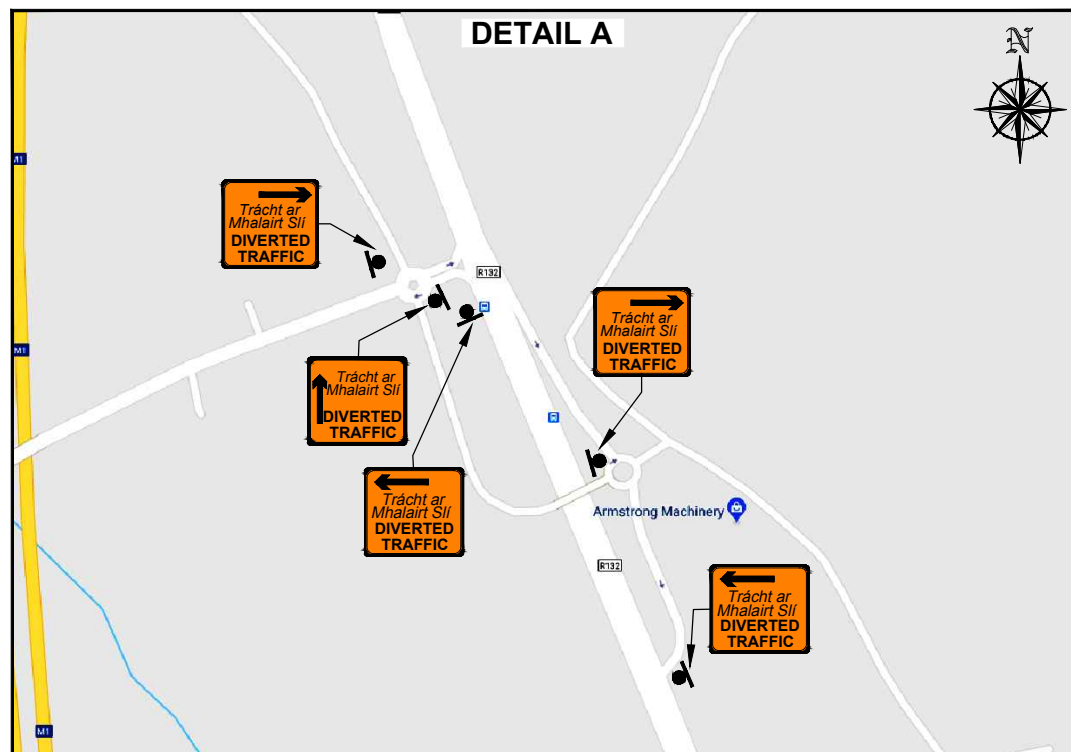 DETAIL A
N
M1
Trácht ar
Mhalairt Slí
DIVERTED
TRAFFIC
R132
Trácht ar
Mhalairt Slí
DIVERTED
TRAFFIC
M1
Trácht ar
Mhalairt Slí
DIVERTED
TRAFFIC
Trácht ar
Mhalairt Slí
DIVERTED
TRAFFIC
Armstrong Machinery
R132
Trácht ar
Mhalairt Slí
DIVERTED
TRAFFIC
M1